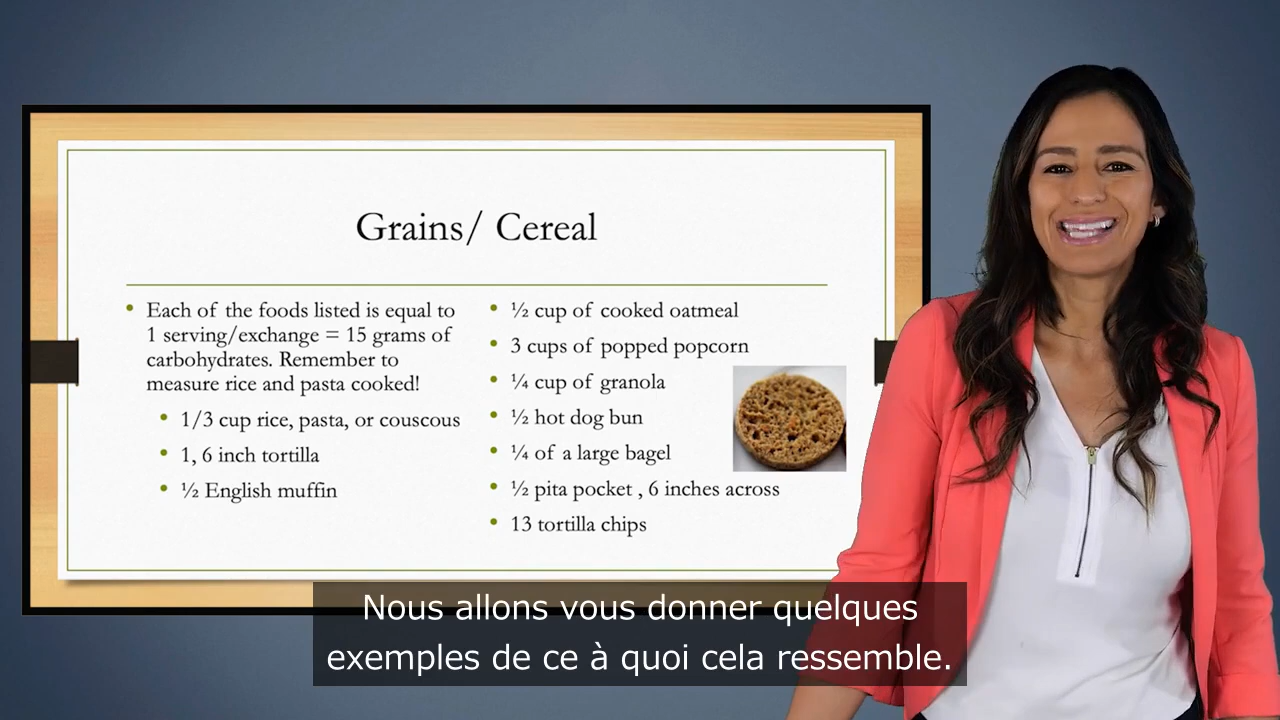 Grains/ Cereal
Each of the foods listed is equal to
1 serving/exchange = 15 grams of
carbohydrates. Remember to
measure rice and pasta cooked!
1/3 cup rice, pasta, or couscous
1, 6 inch tortilla
½ English muffin
½ cup of cooked oatmeal
3 cups of popped popcorn
¼ cup of granola
½ hot dog bun
¼ of a large bagel
½ pita pocket , 6 inches across
13 tortilla chips
Nous allons vous donner quelques
exemples de ce à quoi cela ressemble.